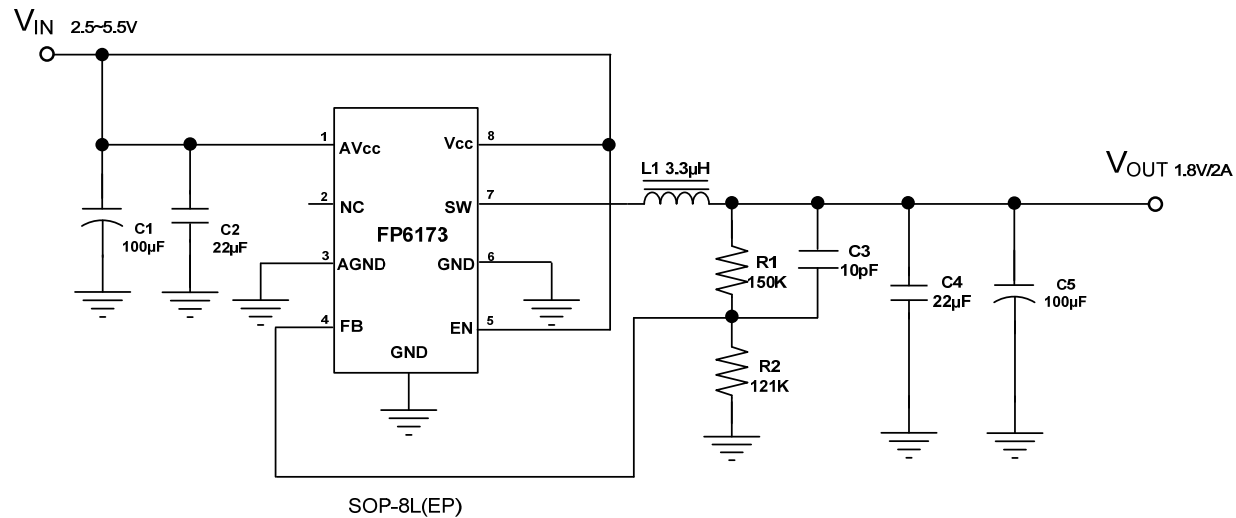 VIN 2.5~5.5V
1
AVcc
Vcc
8
L1 3.3µH
VOUT 1.8V/2A
2
NC
SW
7
C1
100µF
C2
22µF
FP6173
3
AGND
GND
6
R1
150K
C3
10pF
C4
22µF
C5
100µF
4
FB
EN
5
GND
R2
121K
SOP-8L(EP)